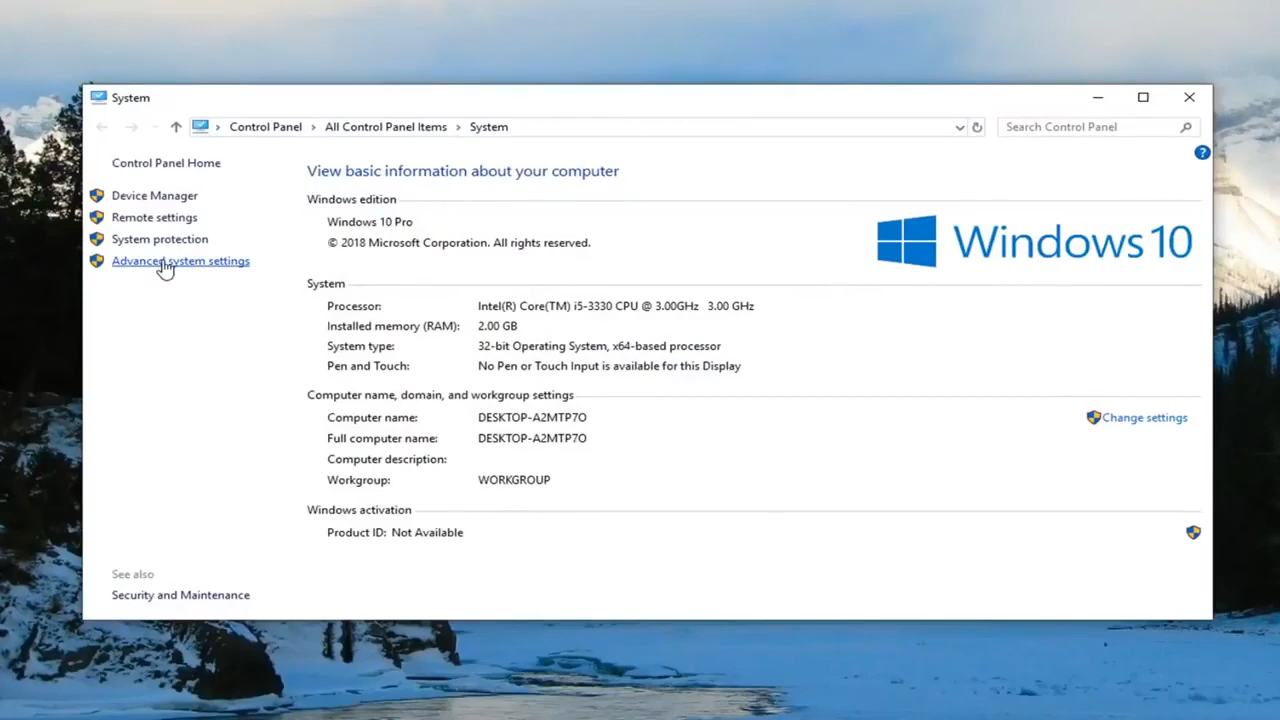 System
Control Panel > All Control Panel Items > System
Search Control Panel
Control Panel Home
Device Manager
Remote settings
System protection
Advanced system settings
See also
Security and Maintenance
View basic information about your computer
Windows edition
Windows 10 Pro
© 2018 Microsoft Corporation. All rights reserved.
Windows 10
System
Processor: Intel(R) Core(TM) i5-3330 CPU @ 3.00GHz 3.00 GHz
Installed memory (RAM): 2.00 GB
System type: 32-bit Operating System, x64-based processor
Pen and Touch: No Pen or Touch Input is available for this Display
Computer name, domain, and workgroup settings
Computer name: DESKTOP-A2MTP7O
Change settings
Full computer name: DESKTOP-A2MTP7O
Computer description:
Workgroup: WORKGROUP
Windows activation
Product ID: Not Available